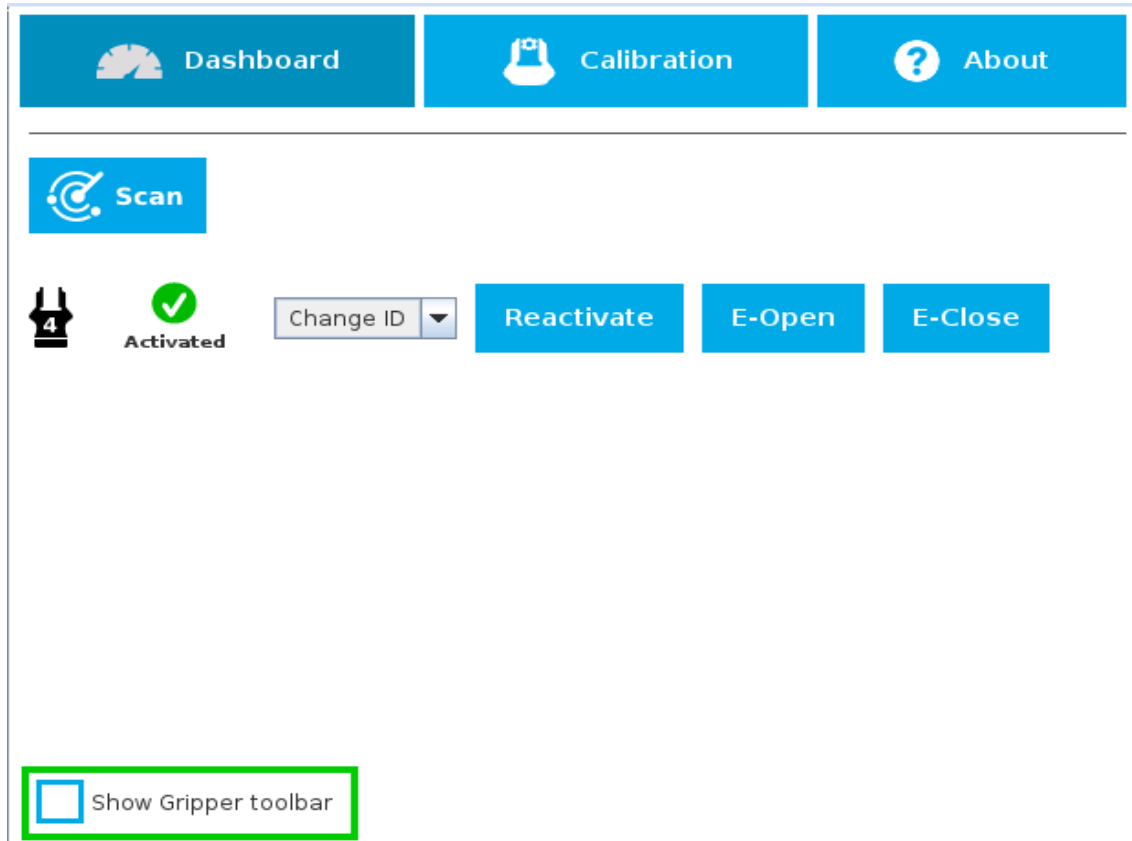 Dashboard
Calibration
? About
Scan
4
Activated
Change ID
Reactivate
E-Open
E-Close
Show Gripper toolbar